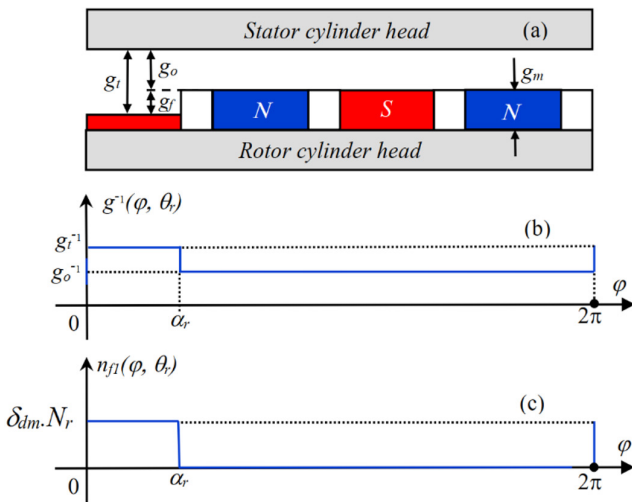 Stator cylinder head (a)
g_t g_o g_m
g_f
N S N
Rotor cylinder head
g⁻¹(φ, θ_r)
(b)
g_t⁻¹
g_o⁻¹
φ
0 α_r 2π
n_f1(φ, θ_r)
(c)
δ_dm.N_r
φ
0 α_r 2π